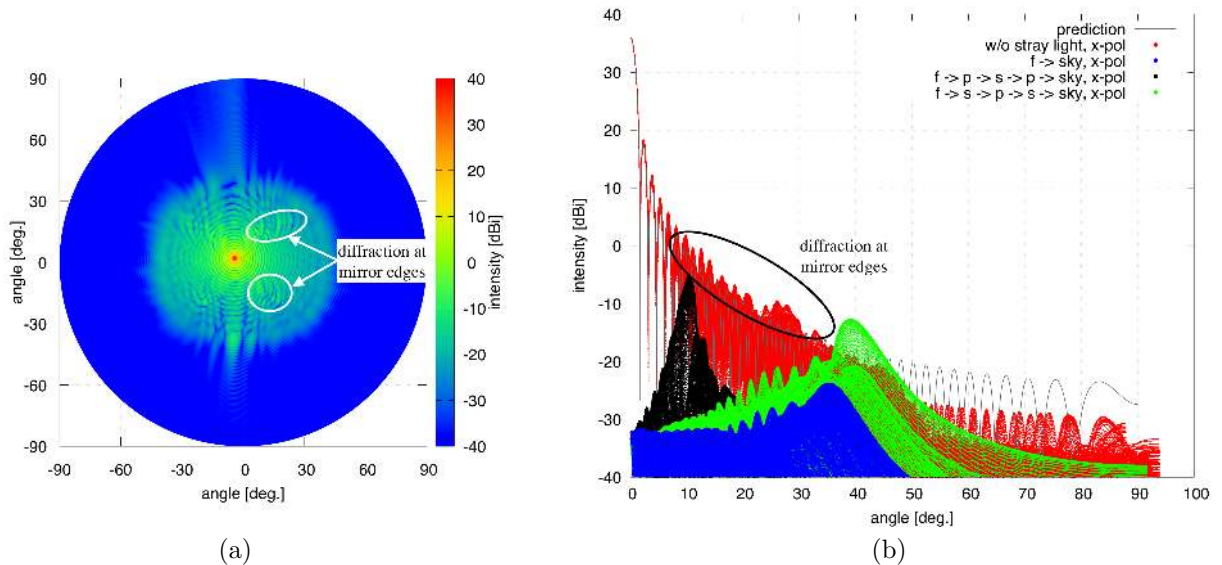 90
60
30
0
-30
-60
-90
angle [deg.]
-90
-60
-30
0
30
60
90
angle [deg.]
40
30
20
10
0
-10
-20
-30
-40
intensity [dBi]
diffraction at
mirror edges
(a)
40
30
20
10
0
-10
-20
-30
-40
intensity [dBi]
prediction
w/o stray light, x-pol
f -> sky, x-pol
f -> p -> s -> p -> sky, x-pol
f -> s -> p -> s -> sky, x-pol
diffraction at
mirror edges
0
10
20
30
40
50
60
70
80
90
100
angle [deg.]
(b)